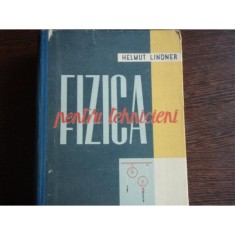 HELMUT LINDNER
FIZICA
pentru tehnicieni